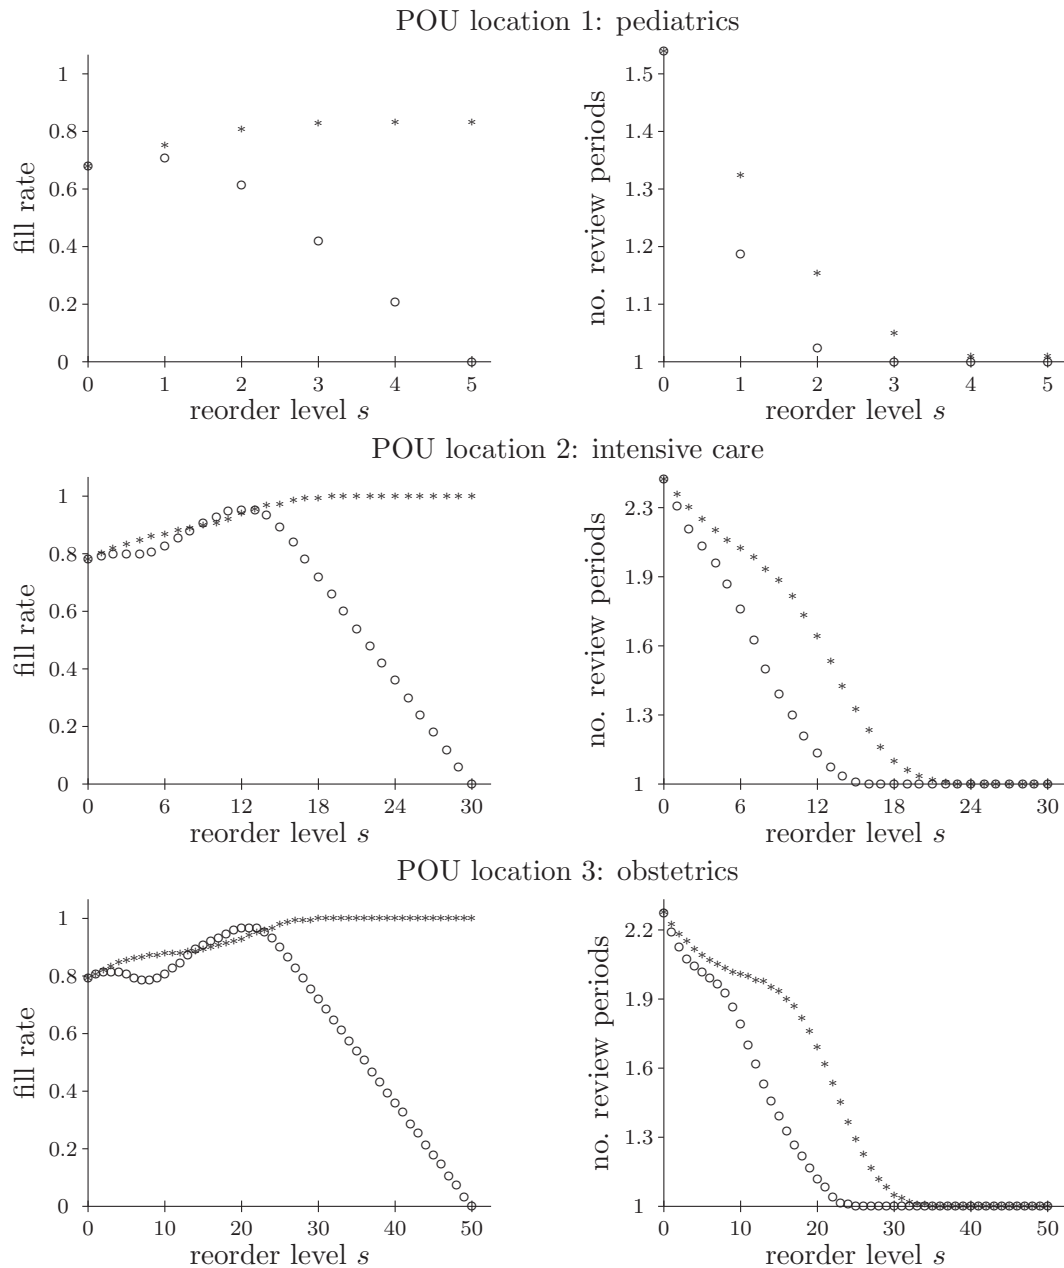 POU location 1: pediatrics
fill rate
1
0.8
0.6
0.4
0.2
0
0 1 2 3 4 5
reorder level s
no. review periods
1.5
1.4
1.3
1.2
1.1
1
0 1 2 3 4 5
reorder level s
POU location 2: intensive care
fill rate
1
0.8
0.6
0.4
0.2
0
0 6 12 18 24 30
reorder level s
no. review periods
2.3
1.9
1.6
1.3
1
0 6 12 18 24 30
reorder level s
POU location 3: obstetrics
fill rate
1
0.8
0.6
0.4
0.2
0
0 10 20 30 40 50
reorder level s
no. review periods
2.2
1.9
1.6
1.3
1
0 10 20 30 40 50
reorder level s